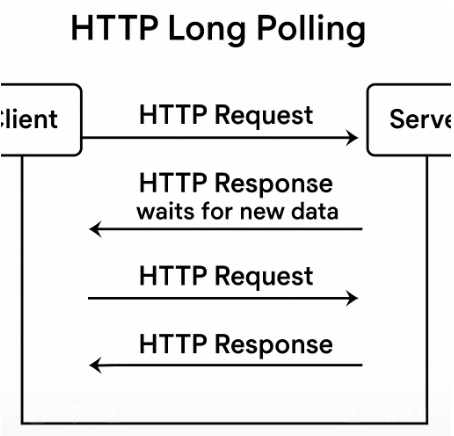 HTTP Long Polling
Client
HTTP Request
Serve
HTTP Response
waits for new data
HTTP Request
HTTP Response